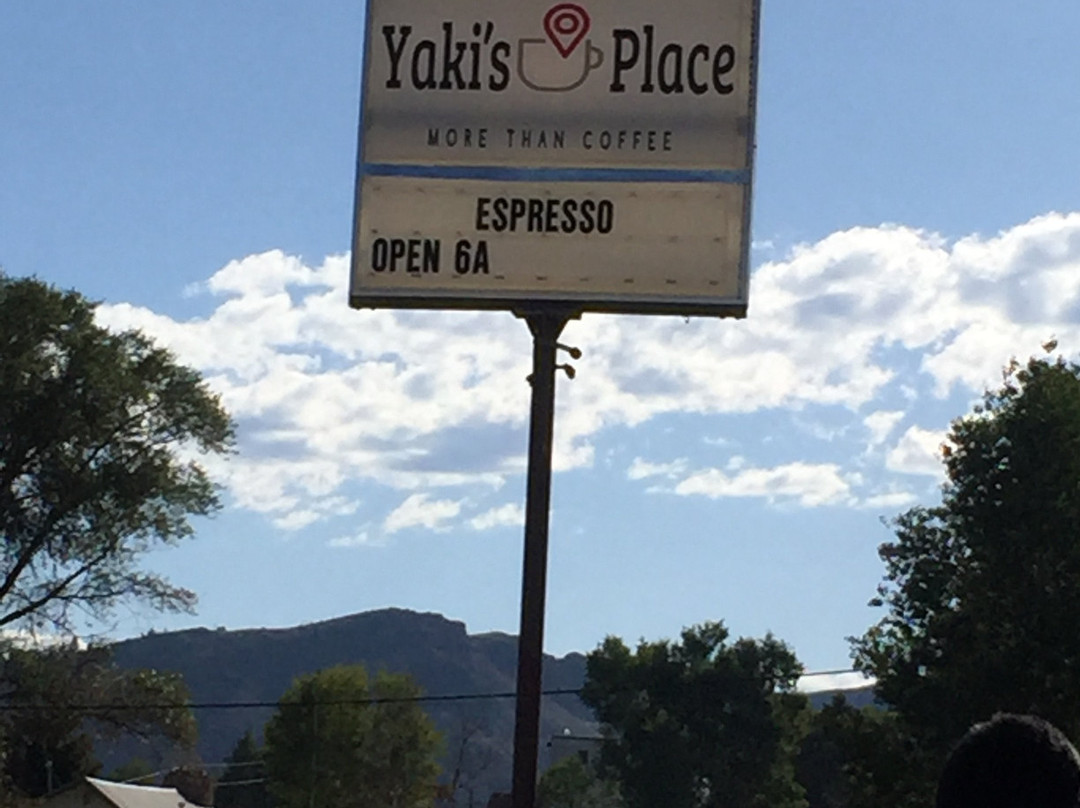 Yaki's Place
MORE THAN COFFEE
ESPRESSO
OPEN 6A